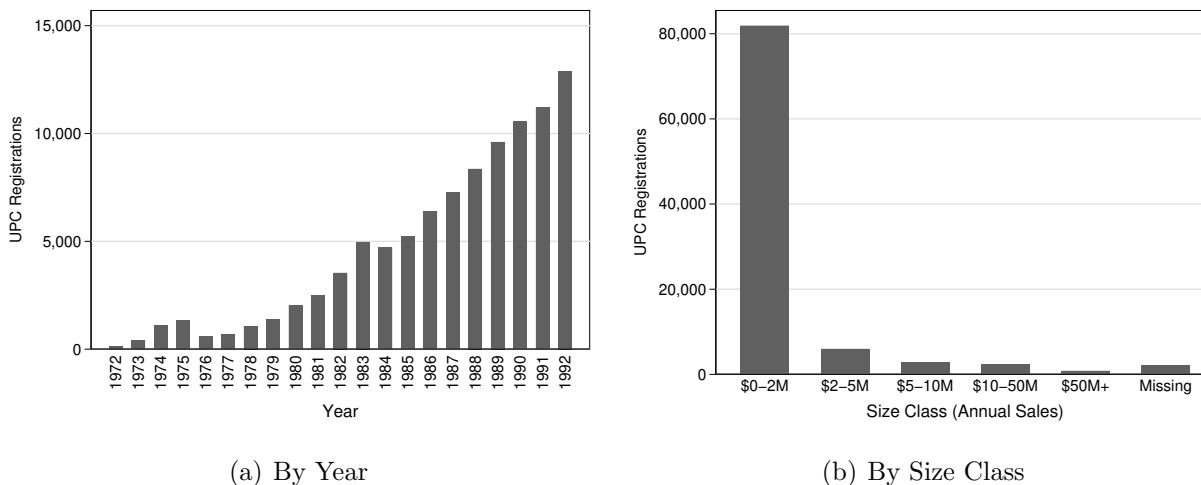 15,000
10,000
5,000
0
UPC Registrations
1972 1973 1974 1975 1976 1977 1978 1979 1980 1981 1982 1983 1984 1985 1986 1987 1988 1989 1990 1991 1992
Year
(a) By Year
80,000
60,000
40,000
20,000
0
UPC Registrations
$0−2M $2−5M $5−10M $10−50M $50M+ Missing
Size Class (Annual Sales)
(b) By Size Class